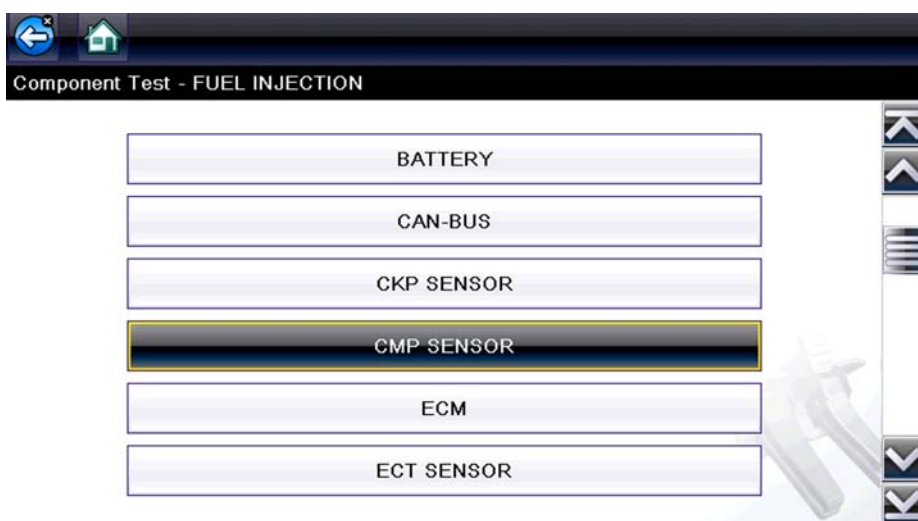 Component Test - FUEL INJECTION
BATTERY
CAN-BUS
CKP SENSOR
CMP SENSOR
ECM
ECT SENSOR